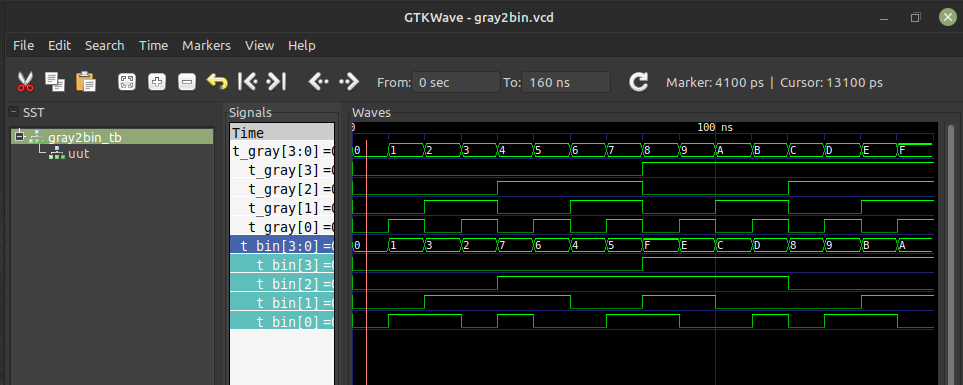 GTKWave - gray2bin.vcd
File Edit Search Time Markers View Help
From: 0 sec To: 160 ns Marker: 4100 ps | Cursor: 13100 ps
SST
gray2bin_tb
uut
Signals
Time
t_gray[3:0] =0
t_gray[3] =0
t_gray[2] =0
t_gray[1] =0
t_gray[0] =0
t_bin[3:0] =0
t_bin[3] =0
t_bin[2] =0
t_bin[1] =0
t_bin[0] =0
Waves
0 100 ns
0 1 2 3 4 5 6 7 8 9 A B C D E F
0 1 3 2 7 6 4 5 F E C D 8 9 B A